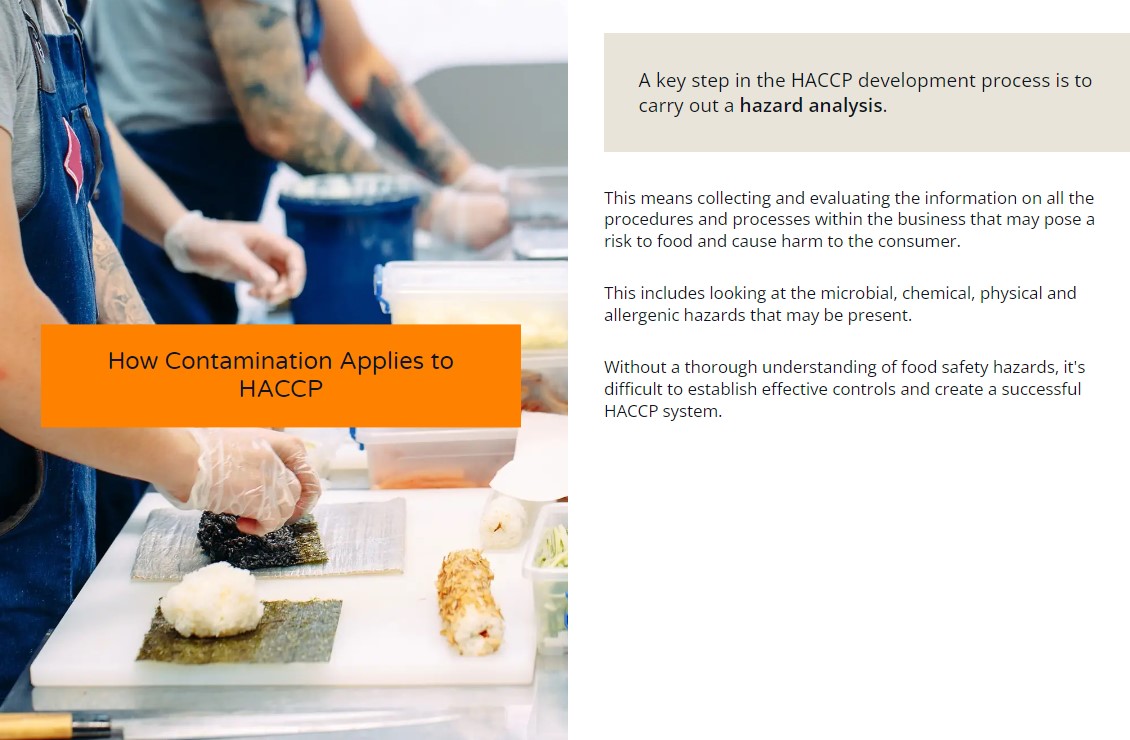 How Contamination Applies to
HACCP
A key step in the HACCP development process is to
carry out a hazard analysis.
This means collecting and evaluating the information on all the
procedures and processes within the business that may pose a
risk to food and cause harm to the consumer.
This includes looking at the microbial, chemical, physical and
allergenic hazards that may be present.
Without a thorough understanding of food safety hazards, it's
difficult to establish effective controls and create a successful
HACCP system.